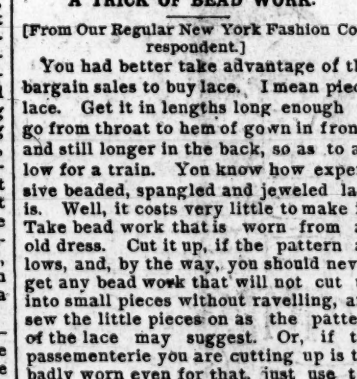 A TRICK OF BEAD WORK.
[From Our Regular New York Fashion Co
respondent.]
You had better take advantage of t
bargain sales to buy lace. I mean piec
lace. Get it in lengths long enough
go from throat to hem of gown in fron
and still longer in the back, so as to a
low for a train. You know how expe
sive beaded, spangled and jeweled la
is. Well, it costs very little to make i
Take bead work that is worn from a
old dress. Cut it up, if the pattern a
lows, and, by the way, you should nev
get any bead work that will not cut
into small pieces without ravelling, a
sew the little pieces on as the patte
of the lace may suggest. Or, if t
passementerie you are cutting up is t
badly worn even for that, just use t